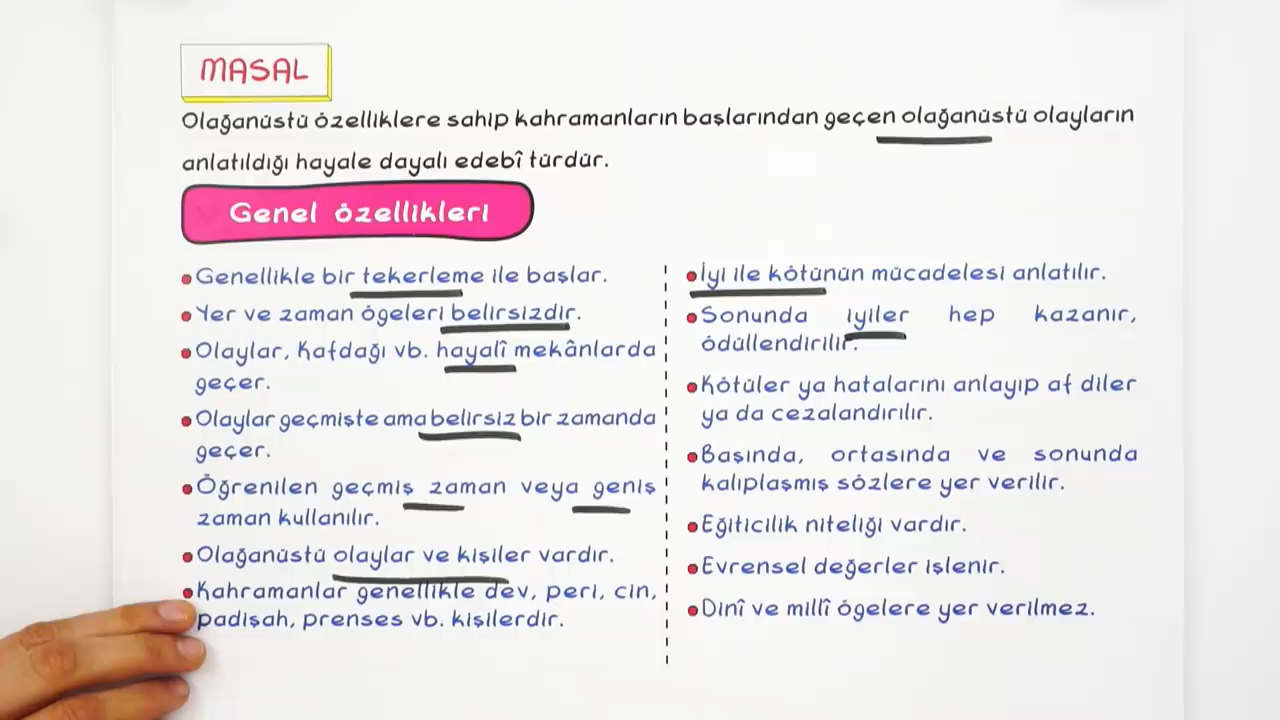 MASAL
Olağanüstü özelliklere sahip kahramanların başlarından geçen olağanüstü olayların
anlatıldığı hayale dayalı edebî türdür.
Genel özellikleri
• Genellikle bir tekerleme ile başlar.
• Yer ve zaman ögeleri belirsizdir.
• Olaylar, Kafdağı vb. hayalî mekânlarda
geçer.
• Olaylar geçmişte ama belirsiz bir zamanda
geçer.
• Öğrenilen geçmiş zaman veya geniş
zaman kullanılır.
• Olağanüstü olaylar ve kişiler vardır.
• Kahramanlar genellikle dev, peri, cin,
padişah, prenses vb. kişilerdir.
• İyi ile kötünün mücadelesi anlatılır.
• Sonunda iyiler hep kazanır,
ödüllendirilir.
• Kötüler ya hatalarını anlayıp af diler
ya da cezalandırılır.
• Başında, ortasında ve sonunda
kalıplaşmış sözlere yer verilir.
• Eğiticilik niteliği vardır.
• Evrensel değerler işlenir.
• Dinî ve millî ögelere yer verilmez.